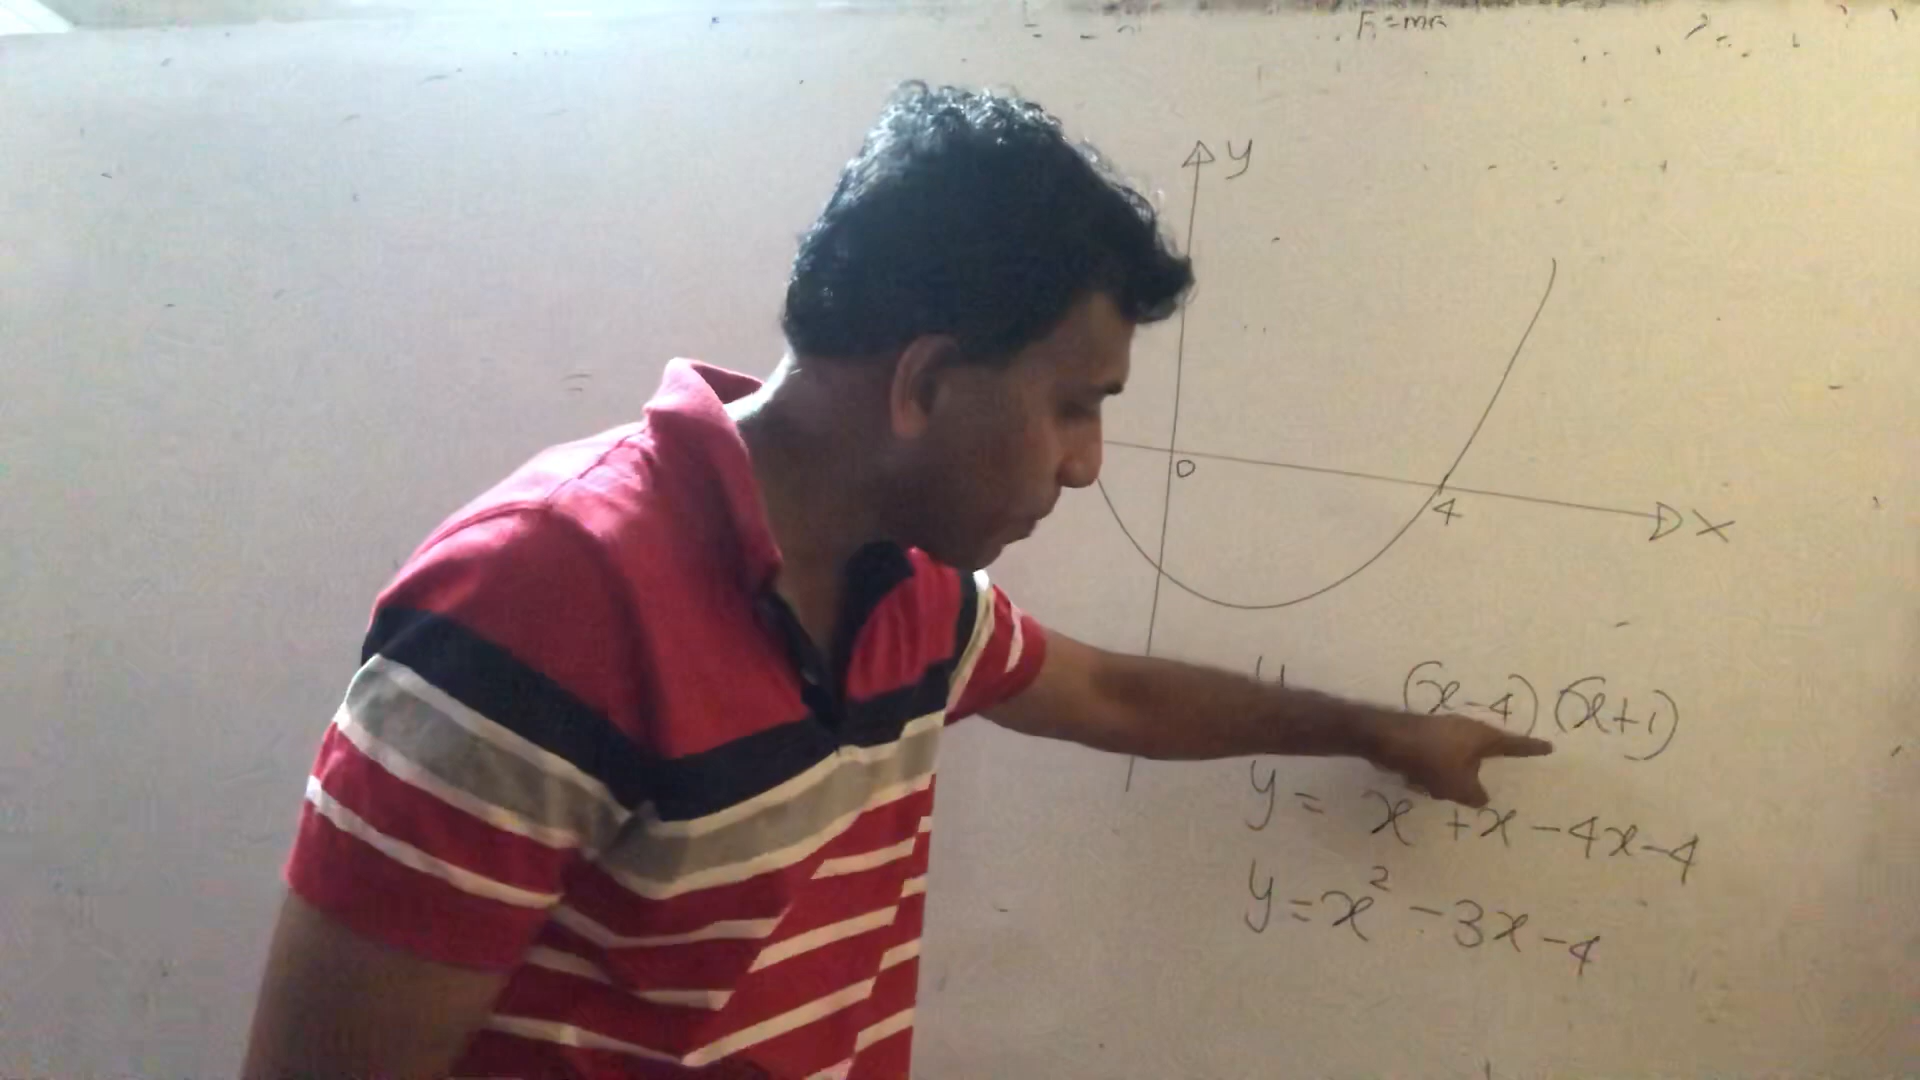 F=ma
y
0
4
x
y (x-4)(x+1)
y = x +x-4x-4
y=x²-3x-4